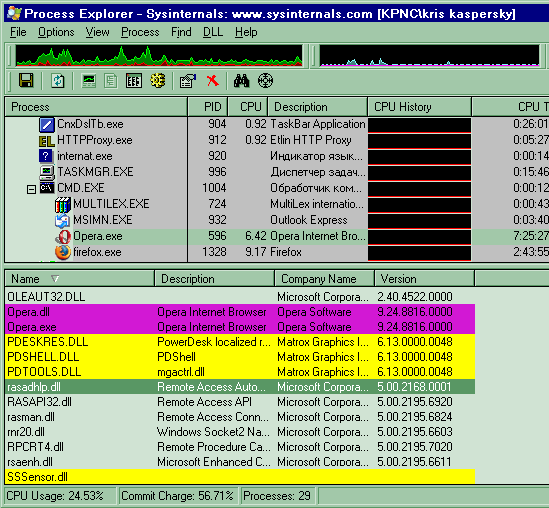 Process Explorer - Sysinternals: www.sysinternals.com [KPNC\kris kaspersky]
File Options View Process Find DLL Help
Process PID CPU Description CPU History CPU T
CnxDslTb.exe 904 0.92 TaskBar Application 0:26:01
HTTPProxy.exe 912 0.92 Etlin HTTP Proxy 0:05:27
internat.exe 920 Индикатор язык... 0:00:14
TASKMGR.EXE 996 Диспетчер задач... 0:15:46
CMD.EXE 1004 Обработчик ком... 0:00:12
MULTILEX.EXE 724 MultiLex internatio... 0:00:43
MSIMN.EXE 932 Outlook Express 0:03:40
Opera.exe 596 6.42 Opera Internet Bro... 7:25:27
firefox.exe 1328 9.17 Firefox 2:43:55
Name Description Company Name Version
OLEAUT32.DLL Microsoft Corpora... 2.40.4522.0000
Opera.dll Opera Internet Browser Opera Software 9.24.8816.0000
Opera.exe Opera Internet Browser Opera Software 9.24.8816.0000
PDESKRES.DLL PowerDesk localized r... Matrox Graphics I... 6.13.0000.0048
PDSHELL.DLL PDShell Matrox Graphics I... 6.13.0000.0048
PDTOOLS.DLL mgactrl.dll Matrox Graphics I... 6.13.0000.0048
rasadhlp.dll Remote Access Auto... Microsoft Corpora... 5.00.2168.0001
RASAPI32.dll Remote Access API Microsoft Corpora... 5.00.2195.6920
rasman.dll Remote Access Conn... Microsoft Corpora... 5.00.2195.6824
rnr20.dll Windows Socket2 Na... Microsoft Corpora... 5.00.2195.6603
RPCRT4.dll Remote Procedure Ca... Microsoft Corpora... 5.00.2195.7020
rsaenh.dll Microsoft Enhanced C... Microsoft Corpora... 5.00.2195.6611
SSSensor.dll
CPU Usage: 24.53% Commit Charge: 56.71% Processes: 29